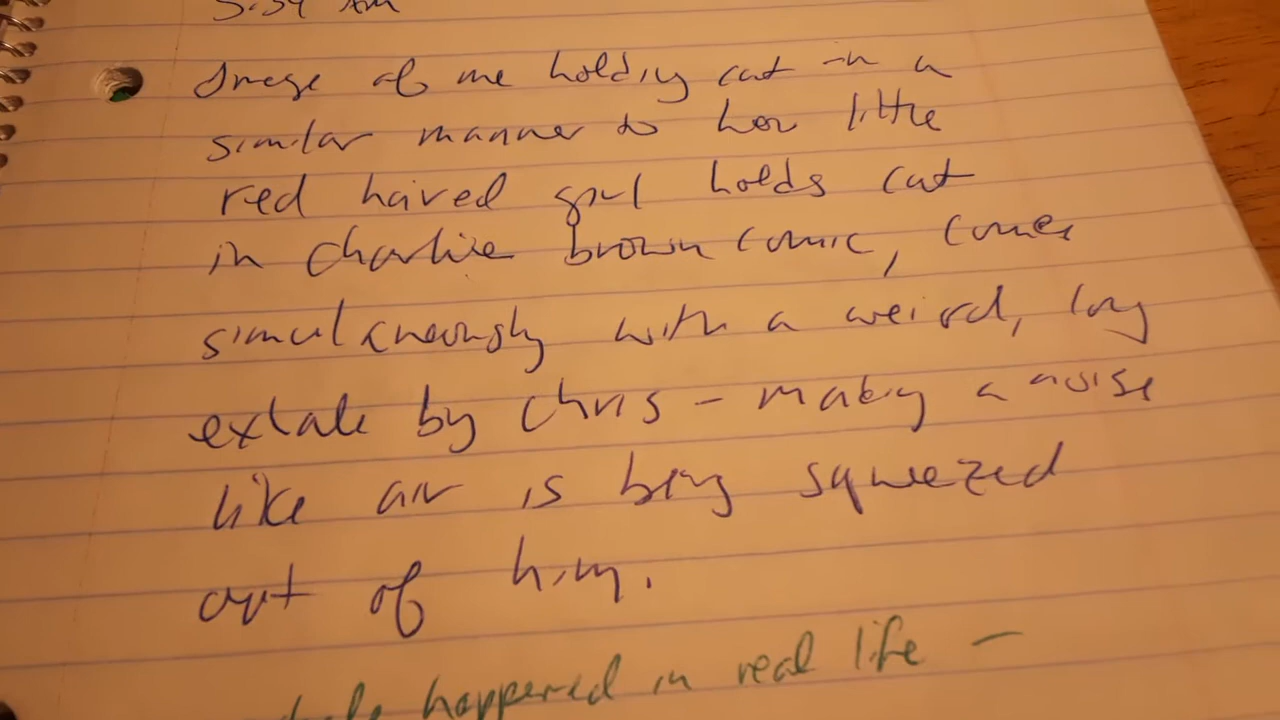 Image of me holding cat in a
similar manner to how little
red haired girl holds cat
in Charlie brown comic, comes
simultaneously with a weird, long
exhale by Chris - making a noise
like air is being squeezed
out of him.
happened in real life -